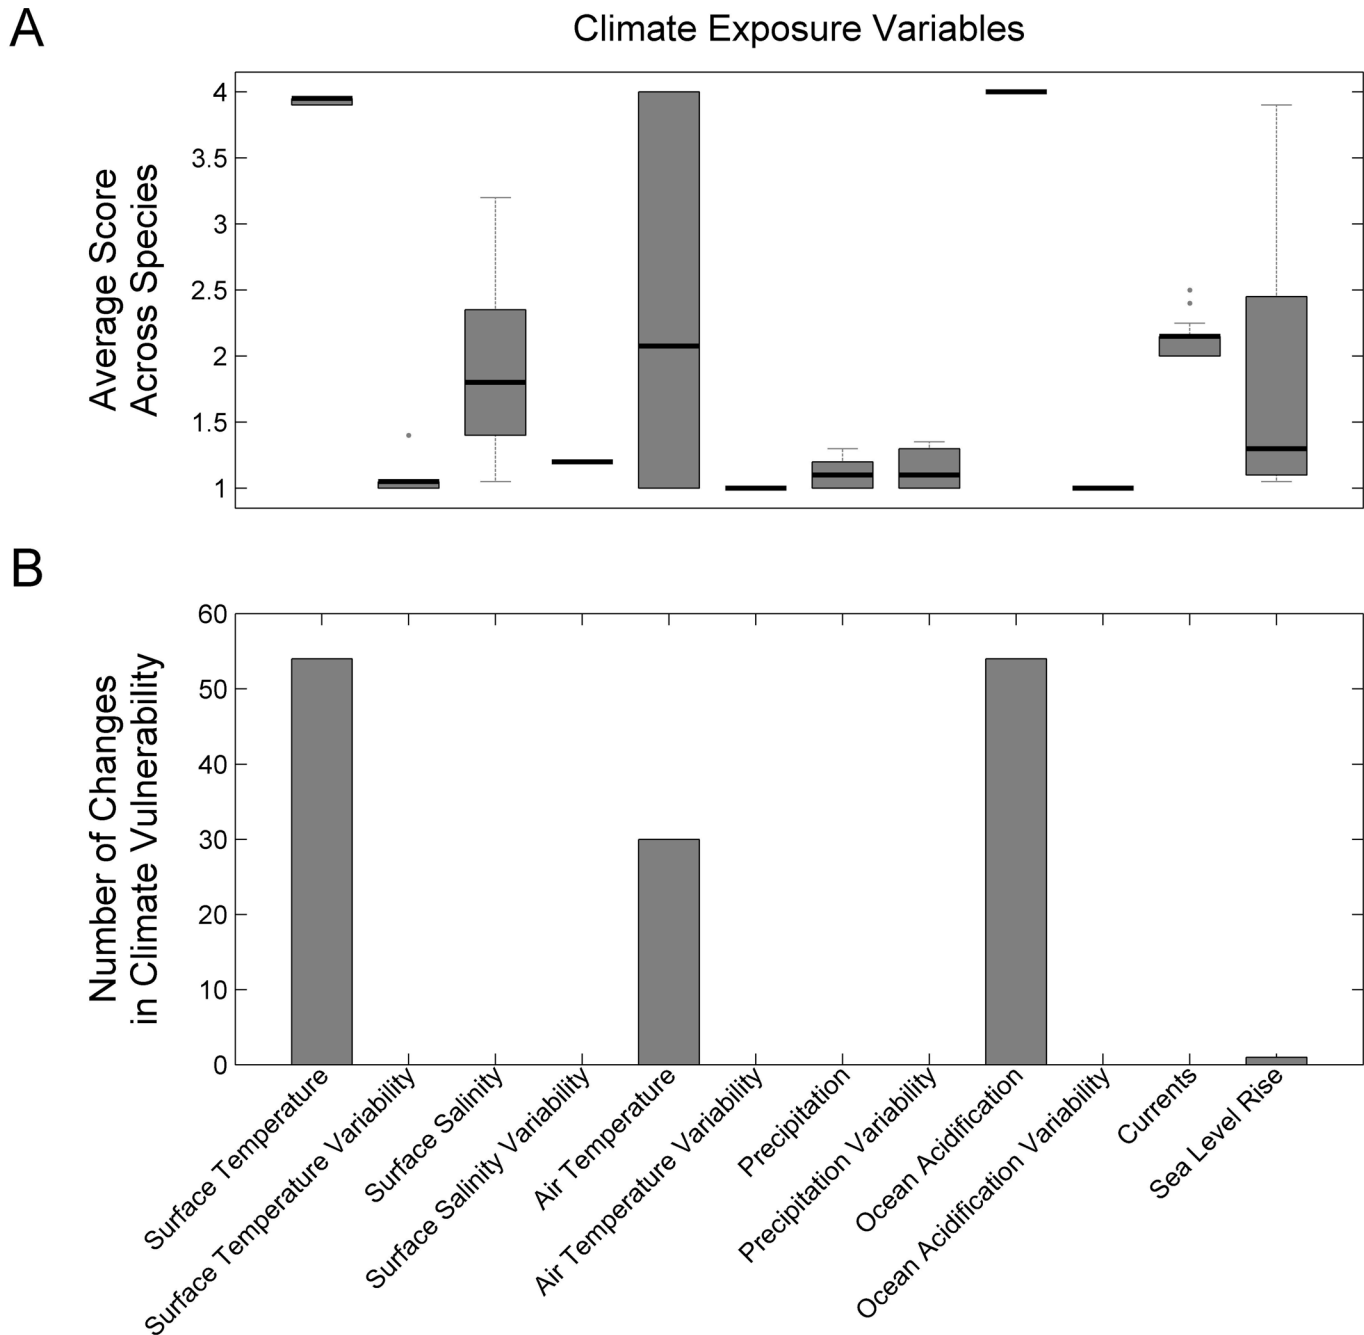 A
Climate Exposure Variables
Average Score
Across Species
4
3.5
3
2.5
2
1.5
1
B
Number of Changes
in Climate Vulnerability
60
50
40
30
20
10
0
Surface Temperature
Surface Temperature Variability
Surface Salinity
Surface Salinity Variability
Air Temperature
Air Temperature Variability
Precipitation
Precipitation Variability
Ocean Acidification
Ocean Acidification Variability
Currents
Sea Level Rise